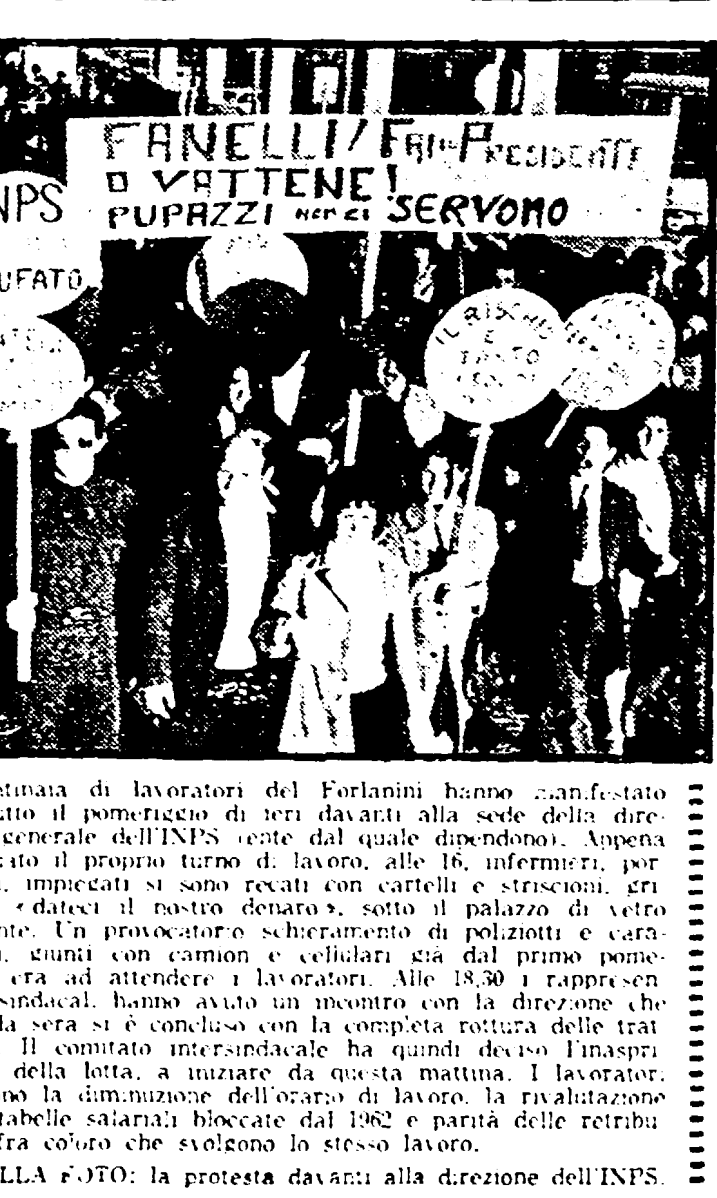 FANELLI! FAI IL PRESIDENTE
O VATTENE!
PUPAZZI NON CI SERVONO
NPS
UFATO
IL RISCHIO
E
TANTO
tinaia di lavoratori del Forlanini hanno manifestato
tto il pomeriggio di ieri davanti alla sede della dire-
generale dell'INPS (ente dal quale dipendono). Appena
ato il proprio turno di lavoro, alle 16, infermieri, por
impiegati si sono recati con cartelli e striscioni, gri
«dateci il nostro denaro», sotto il palazzo di vetro
nte. Un provocatorio schieramento di poliziotti e cara-
giunti con camion e cellulari già dal primo pome-
era ad attendere i lavoratori. Alle 18,30 i rappresen
sindacali hanno avuto un incontro con la direzione che
la sera si è concluso con la completa rottura delle trat
Il comitato intersindacale ha quindi deciso l'inaspri
della lotta, a iniziare da questa mattina. I lavoratori
no la diminuzione dell'orario di lavoro, la rivalutazione
tabelle salariali bloccate dal 1962 e parità delle retribu
fra coloro che svolgono lo stesso lavoro.
LLA FOTO: la protesta davanti alla direzione dell'INPS.